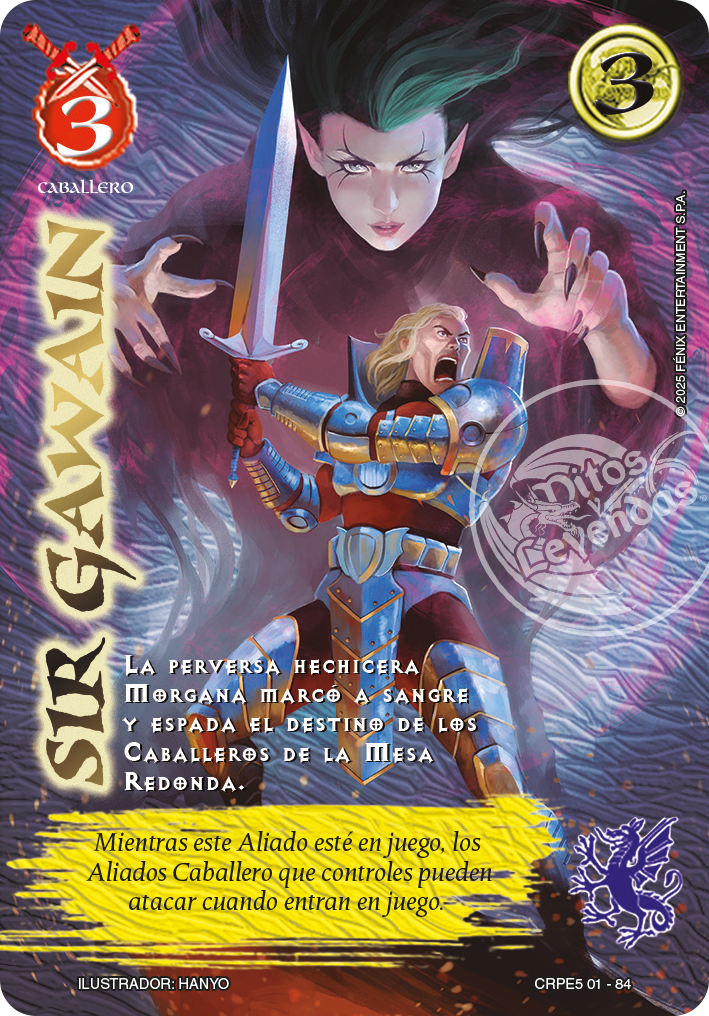 3
3
CABALLERO
SIR GAWAIN
© 2025 FÉNIX ENTERTAINMENT S.P.A.
Mitos
y
Leyendas
La perversa hechicera
Morgana marcó a sangre
y espada el destino de los
Caballeros de la Mesa
Redonda.
Mientras este Aliado esté en juego, los
Aliados Caballero que controles pueden
atacar cuando entran en juego.
ILUSTRADOR: HANYO
CRPE5 01 - 84